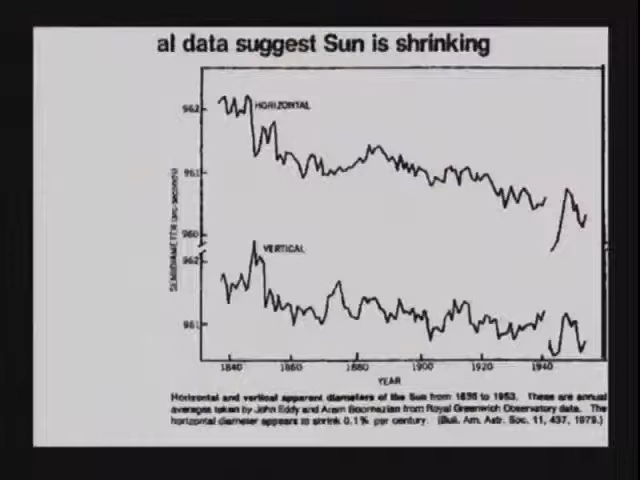 al data suggest Sun is shrinking
962
HORIZONTAL
961
960
962
VERTICAL
961
SEMIDIAMETER (arc-seconds)
1840 1860 1880 1900 1920 1940
YEAR
Horizontal and vertical apparent diameters of the Sun from 1836 to 1953. These are annual
averages taken by John Eddy and Aram Boornazian from Royal Greenwich Observatory data. The
horizontal diameter appears to shrink 0.1% per century. (Bull. Am. Astr. Soc. 11, 437, 1979.)